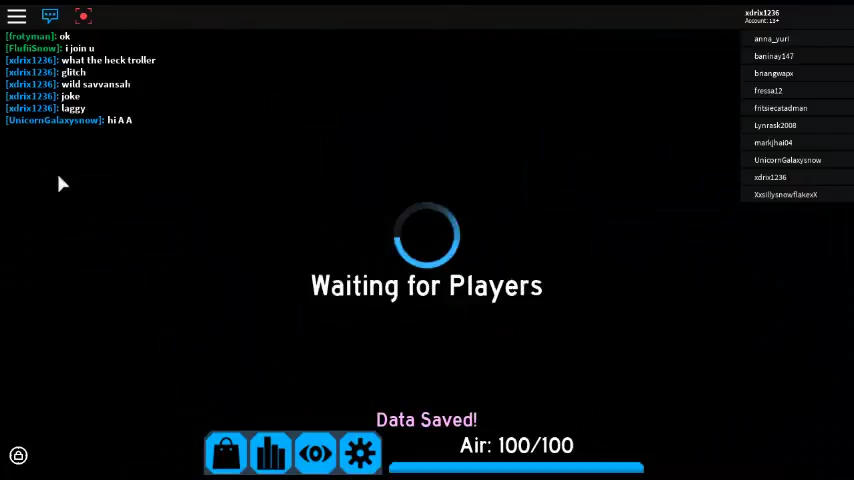 xdrix1236
Account: 13+
[frotyman]: ok
[FlufiiSnow]: i join u
[xdrix1236]: what the heck troller
[xdrix1236]: glitch
[xdrix1236]: wild savvansah
[xdrix1236]: joke
[xdrix1236]: laggy
[UnicornGalaxysnow]: hi A A
anna_yuri
baninay147
briangwapx
fressa12
fritsiecatadman
Lynrask2008
markjhai04
UnicornGalaxysnow
xdrix1236
XxsillysnowflakexX
Waiting for Players
Data Saved!
Air: 100/100